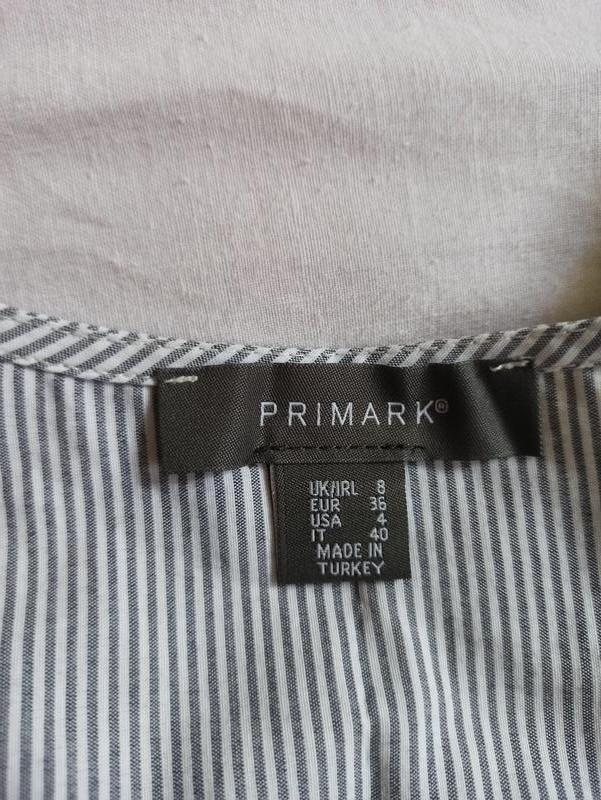 PRIMARK®
UK/IRL 8
EUR 36
USA 4
IT 40
MADE IN
TURKEY